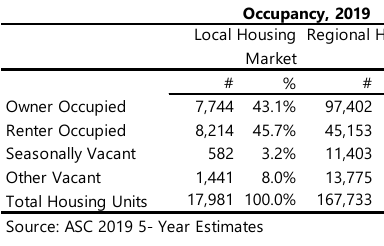 Occupancy, 2019
Local Housing Market Regional H
# % #
Owner Occupied 7,744 43.1% 97,402
Renter Occupied 8,214 45.7% 45,153
Seasonally Vacant 582 3.2% 11,403
Other Vacant 1,441 8.0% 13,775
Total Housing Units 17,981 100.0% 167,733
Source: ASC 2019 5- Year Estimates